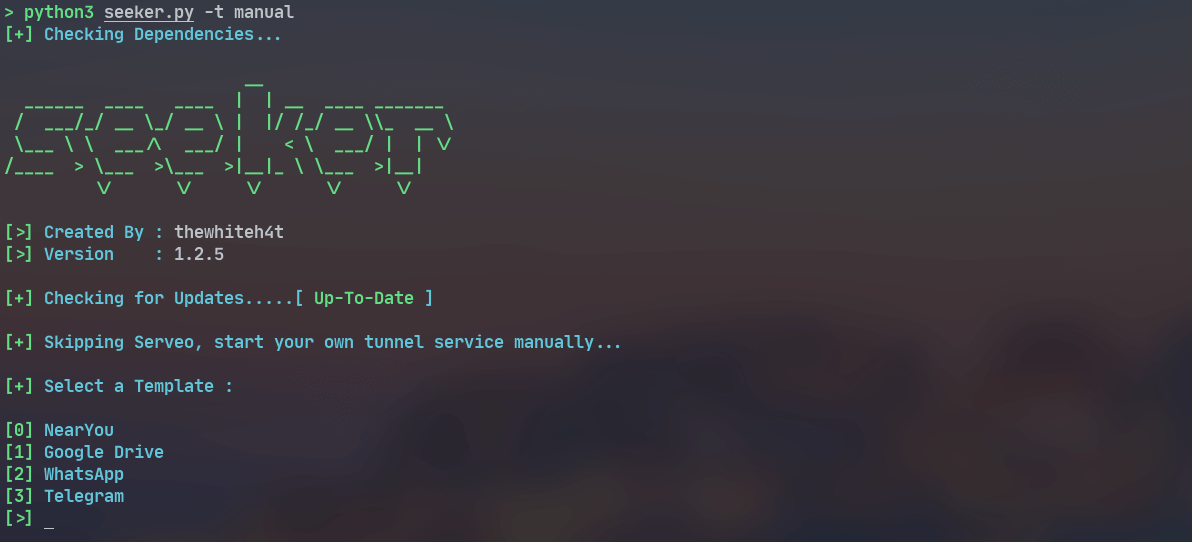 > python3 seeker.py -t manual
[+] Checking Dependencies...
seeker
[>] Created By : thewhiteh4t
[>] Version    : 1.2.5
[+] Checking for Updates.....[ Up-To-Date ]
[+] Skipping Serveo, start your own tunnel service manually...
[+] Select a Template :
[0] NearYou
[1] Google Drive
[2] WhatsApp
[3] Telegram
[>] _